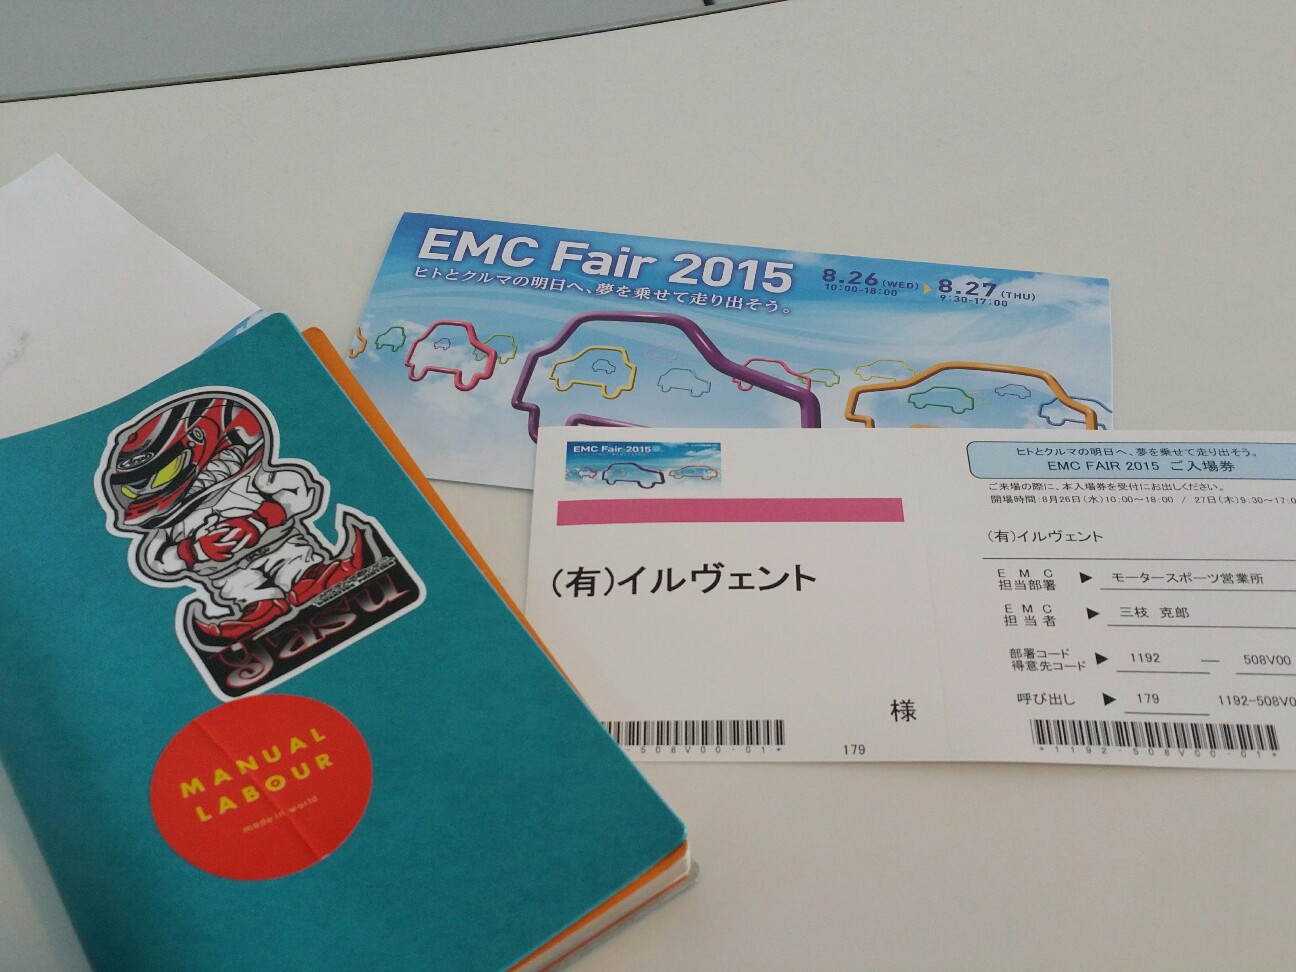 EMC Fair 2015
ヒトとクルマの明日へ、夢を乗せて走り出そう。
8.26 (WED) 10:00-18:00
8.27 (THU) 9:30-17:00
EMC Fair 2015
(有)イルヴェント
様
508V00-01*
179
ヒトとクルマの明日へ、夢を乗せて走り出そう。
EMC FAIR 2015 ご入場券
ご来場の際に、本入場券を受付にお出しください。
開場時間:8月26日(水)10:00～18:00 / 27日(木)9:30～17:0
(有)イルヴェント
EMC
担当部署 ▶ モータースポーツ営業所
EMC
担当者 ▶ 三枝 克郎
部署コード
得意先コード ▶ 1192 — 508V00
呼び出し ▶ 179 1192-508V0
*1192-508V00-01*
Arai
Yasu
MANUAL
LABOUR
made in world